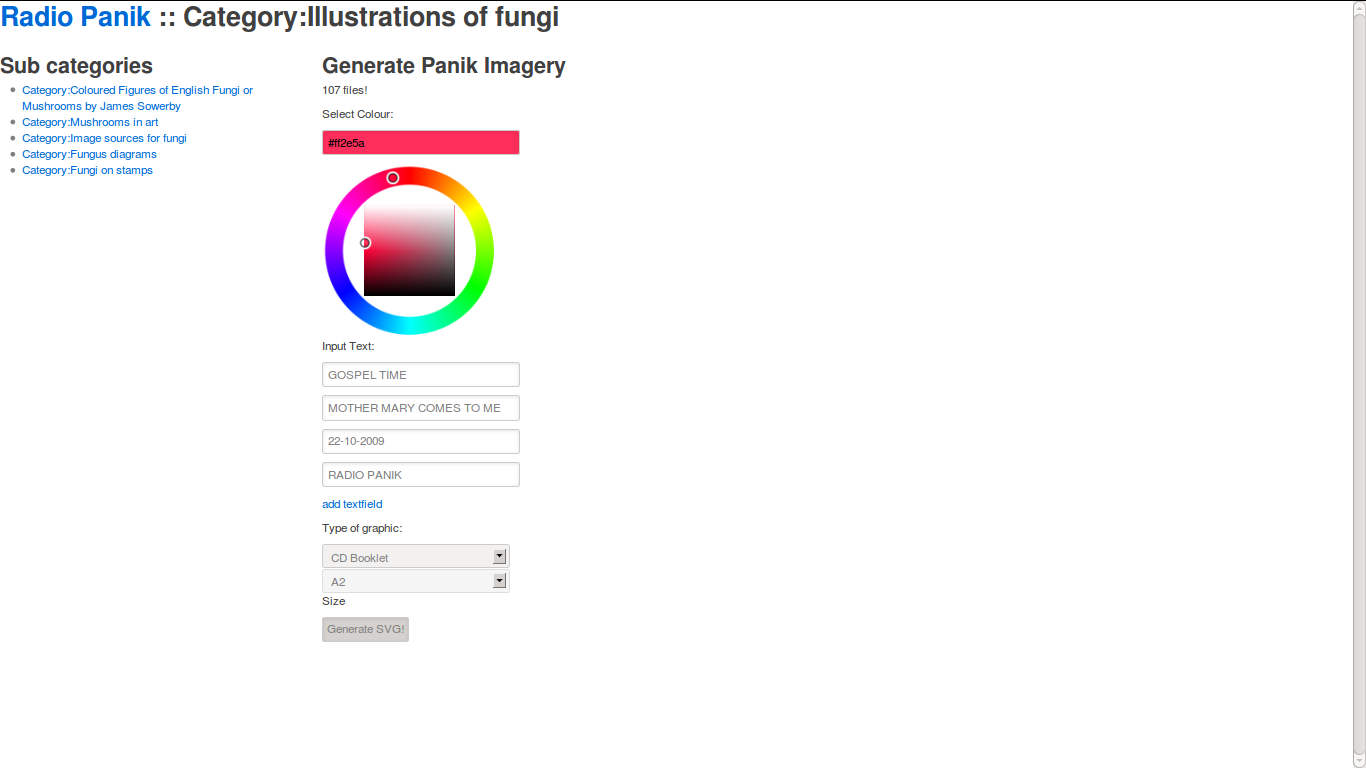 Radio Panik :: Category:Illustrations of fungi
Sub categories
Category:Coloured Figures of English Fungi or
Mushrooms by James Sowerby
Category:Mushrooms in art
Category:Image sources for fungi
Category:Fungus diagrams
Category:Fungi on stamps
Generate Panik Imagery
107 files!
Select Colour:
#ff2e5a
Input Text:
GOSPEL TIME
MOTHER MARY COMES TO ME
22-10-2009
RADIO PANIK
add textfield
Type of graphic:
CD Booklet
A2
Size
Generate SVG!